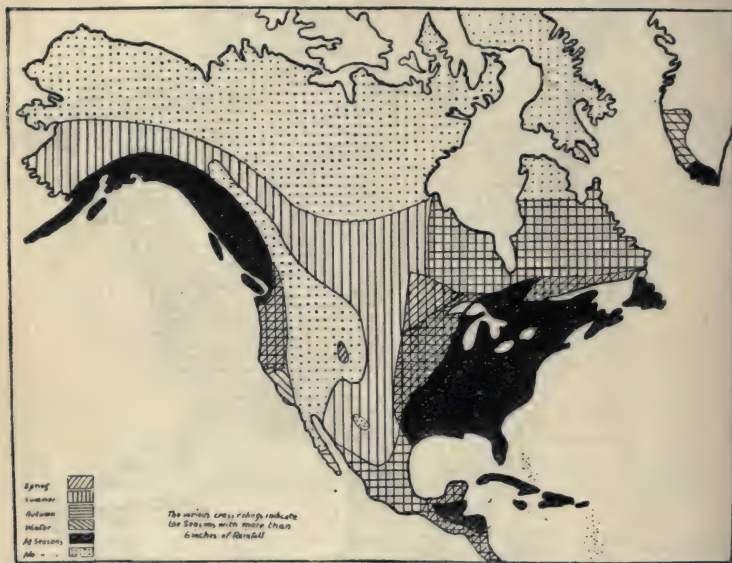 Spring
Summer
Autumn
Winter
All Seasons
No " "
The various cross rulings indicate
the Seasons with more than
6 inches of Rainfall